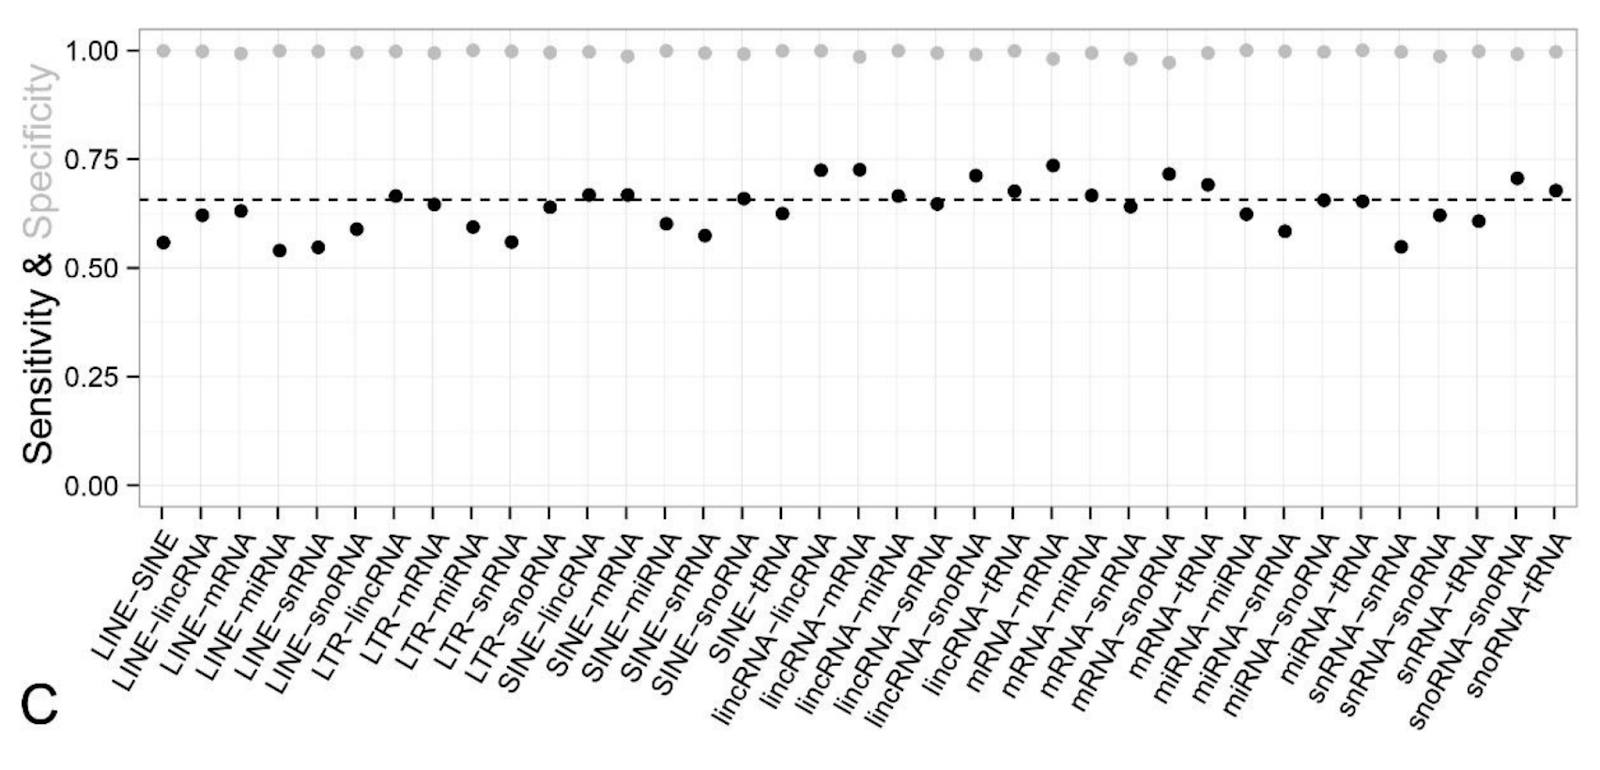 Sensitivity & Specificity
1.00
0.75
0.50
0.25
0.00
LINE−SINE
LINE−lincRNA
LINE−mRNA
LINE−miRNA
LINE−snRNA
LINE−snoRNA
LTR−lincRNA
LTR−mRNA
LTR−miRNA
LTR−snRNA
LTR−snoRNA
SINE−lincRNA
SINE−mRNA
SINE−miRNA
SINE−snRNA
SINE−snoRNA
SINE−tRNA
lincRNA−lincRNA
lincRNA−mRNA
lincRNA−miRNA
lincRNA−snRNA
lincRNA−snoRNA
lincRNA−tRNA
mRNA−mRNA
mRNA−miRNA
mRNA−snRNA
mRNA−snoRNA
mRNA−tRNA
miRNA−miRNA
miRNA−snRNA
miRNA−snoRNA
miRNA−tRNA
snRNA−snRNA
snRNA−snoRNA
snRNA−tRNA
snoRNA−snoRNA
snoRNA−tRNA
C